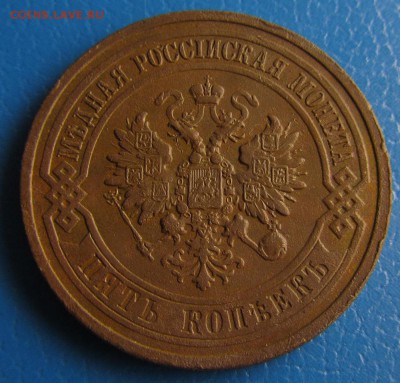 COINS.LAVE.RU
МѢДНАЯ РОССІЙСКАЯ МОНЕТА
ПЯТЬ КОПѢЕКЪ